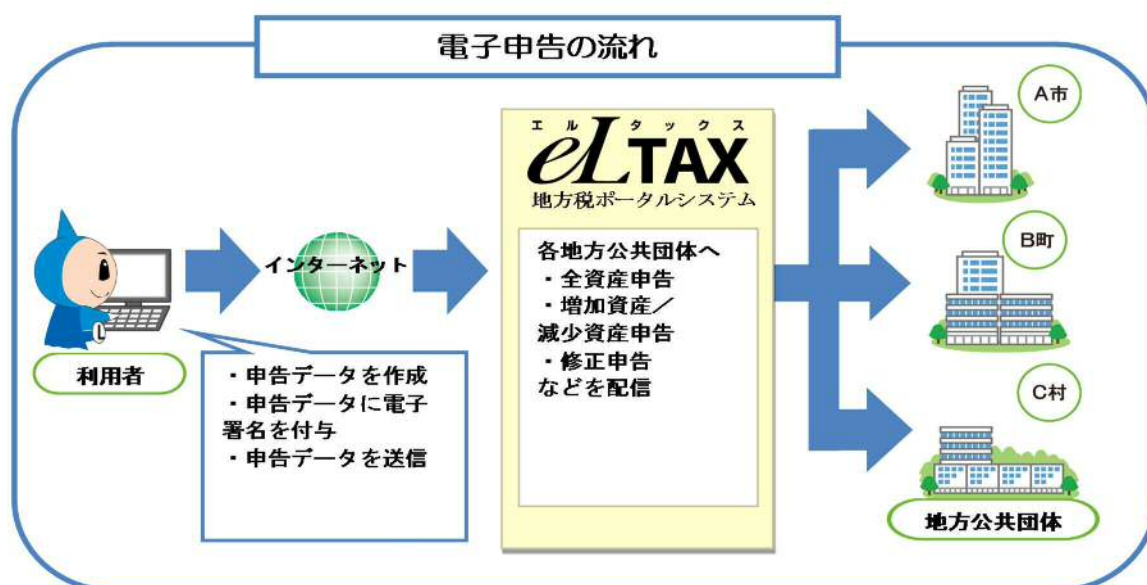 電子申告の流れ
エルタックス
eLTAX
地方税ポータルシステム
各地方公共団体へ
・全資産申告
・増加資産／
減少資産申告
・修正申告
などを配信
インターネット
利用者
・申告データを作成
・申告データに電子
署名を付与
・申告データを送信
A市
B町
C村
地方公共団体